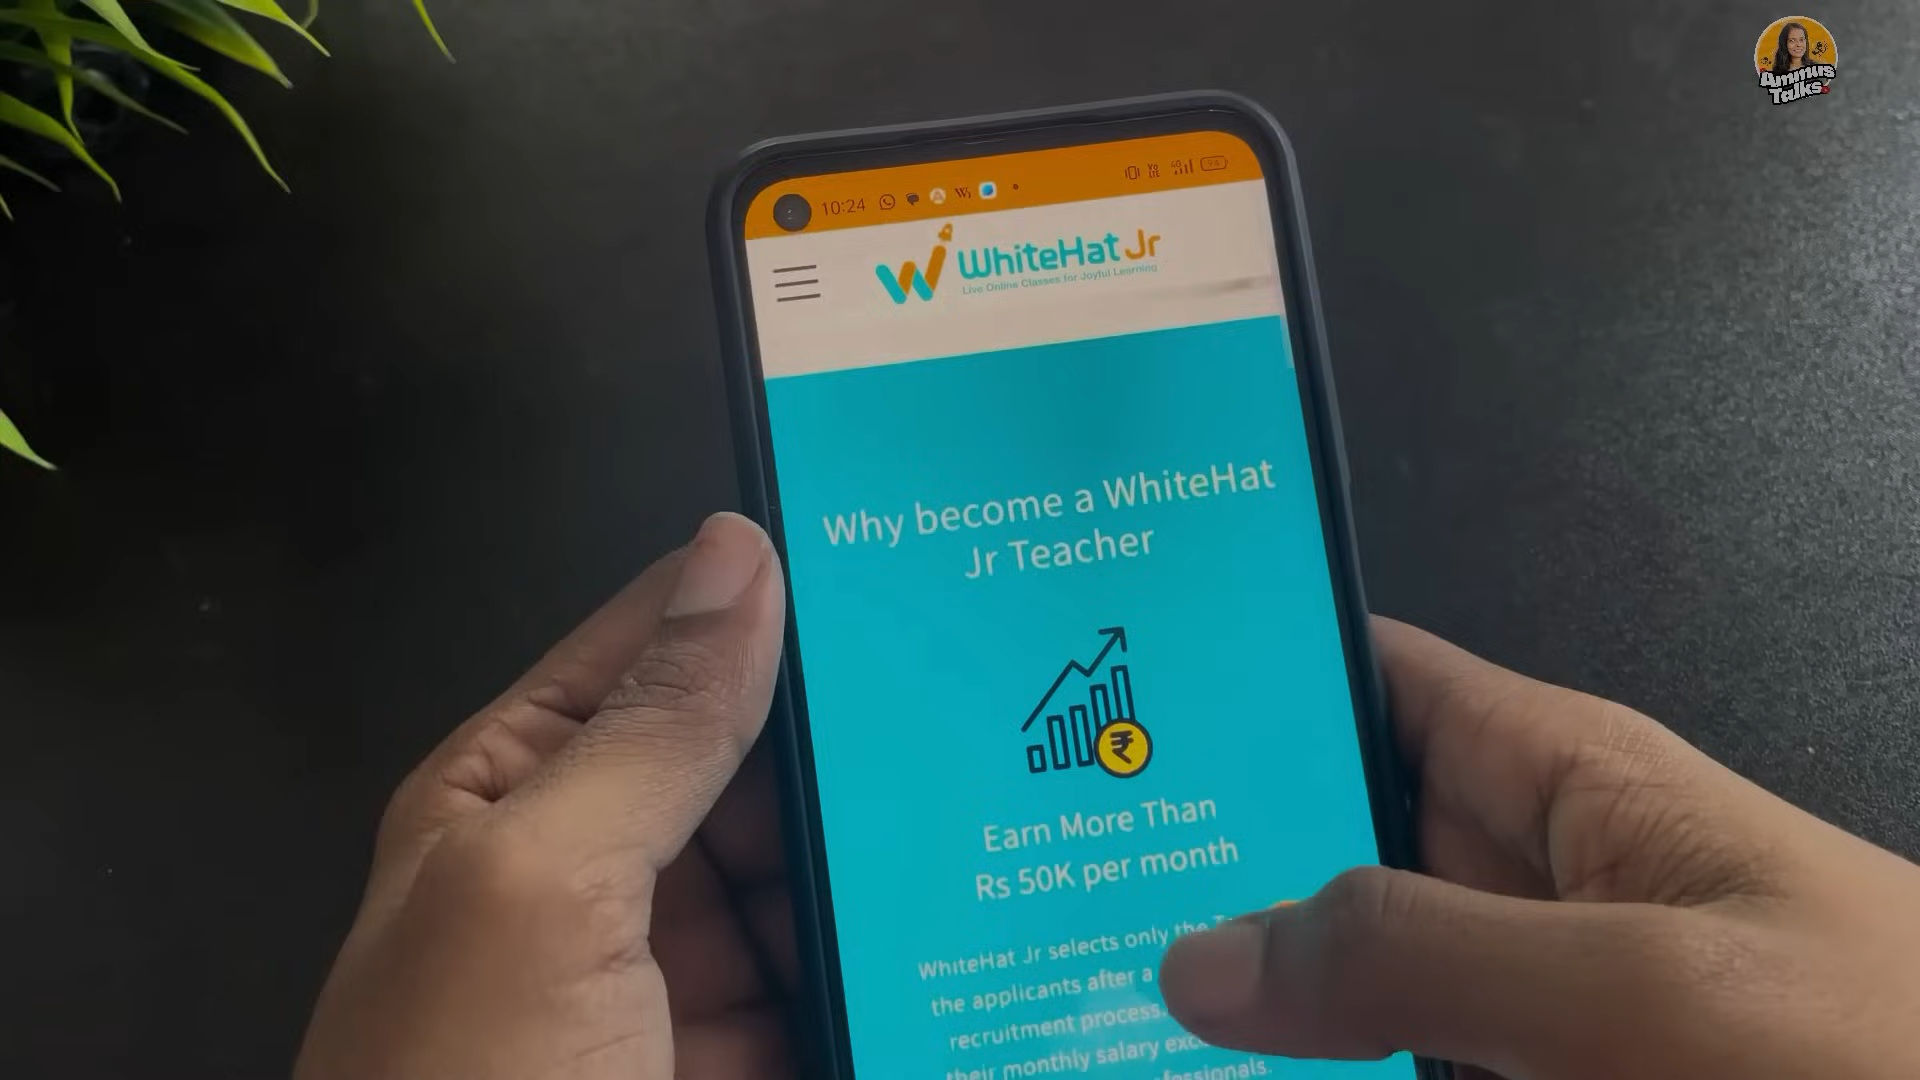 Ammus
Talks
10:24
WhiteHat Jr
Live Online Classes for Joyful Learning
Why become a WhiteHat
Jr Teacher
₹
Earn More Than
Rs 50K per month
WhiteHat Jr selects only the
the applicants after a
recruitment process.
their monthly salary